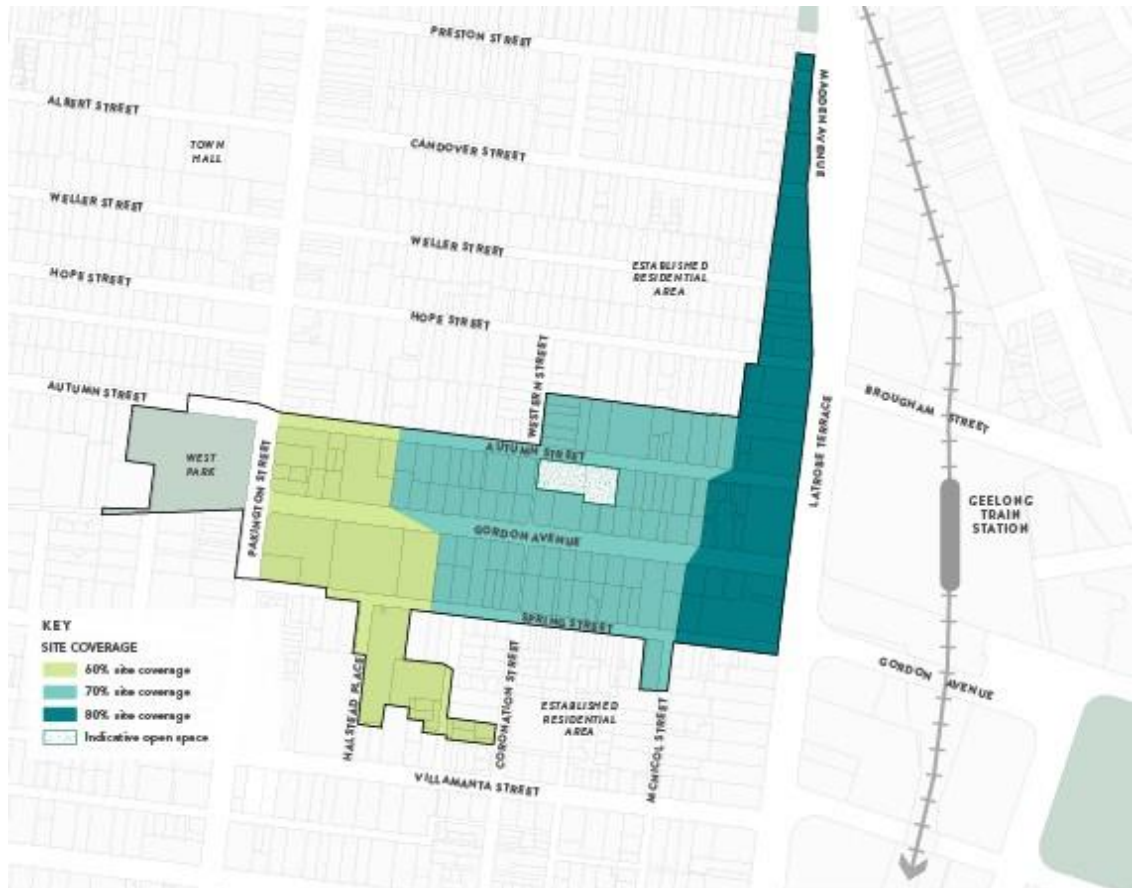 PRESTON STREET
MADDEN AVENUE
ALBERT STREET
TOWN
HALL
CANDOVER STREET
WELLER STREET
WELLER STREET
ESTABLISHED
RESIDENTIAL
AREA
HOPE STREET
HOPE STREET
WESTERN STREET
AUTUMN STREET
BROUGHAM STREET
LATROBE TERRACE
AUTUMN STREET
WEST
PARK
PAKINGTON STREET
GEELONG
TRAIN
STATION
GORDON AVENUE
SPRING STREET
KEY
SITE COVERAGE
60% site coverage
70% site coverage
80% site coverage
Indicative open space
HALSTEAD PLACE
CORONATION STREET
ESTABLISHED
RESIDENTIAL
AREA
MCNICOL STREET
GORDON AVENUE
VILLAMANTA STREET